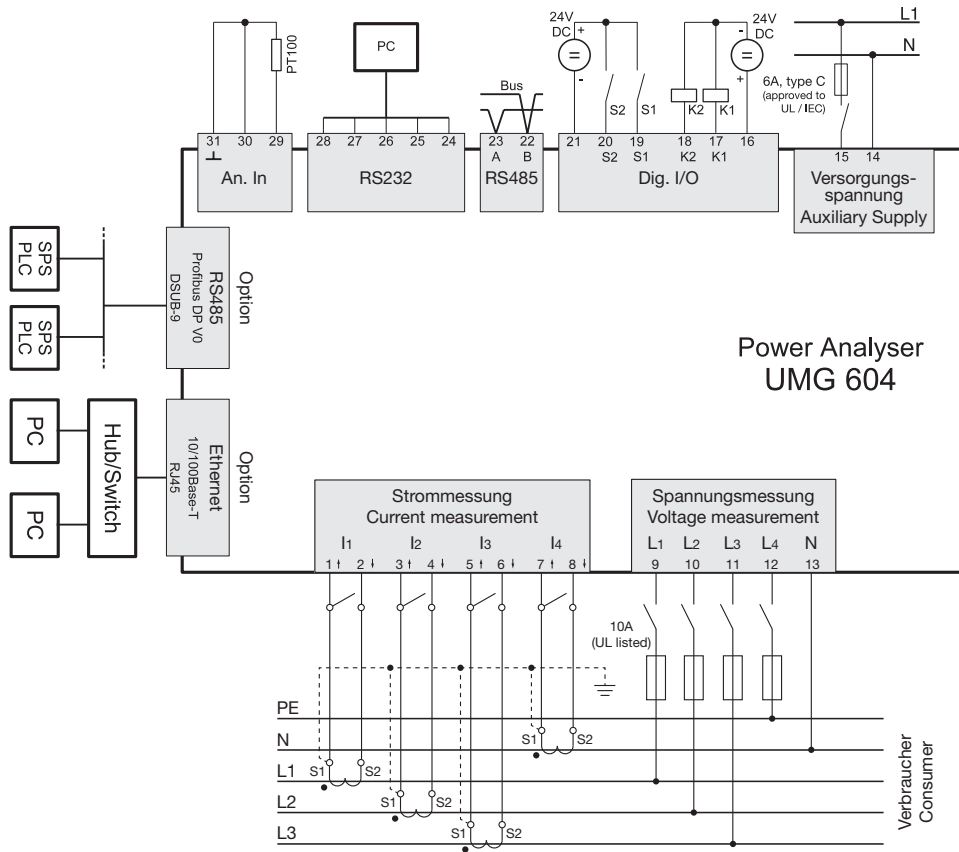 24V
DC
+
-
24V
DC
-
+
L1
N
PT100
PC
Bus
S2
S1
K2
K1
6A, type C
(approved to
UL / IEC)
31
30
29
28
27
26
25
24
23
22
21
20
19
18
17
16
15
14
A
B
S2
S1
K2
K1
An. In
RS232
RS485
Dig. I/O
Versorgungs-
spannung
Auxiliary Supply
SPS
PLC
SPS
PLC
RS485
Profibus DP V0
DSUB-9
Option
Power Analyser
UMG 604
PC
PC
Hub/Switch
Ethernet
10/100Base-T
RJ45
Option
Strommessung
Current measurement
I1
I2
I3
I4
1
2
3
4
5
6
7
8
Spannungsmessung
Voltage measurement
L1
L2
L3
L4
N
9
10
11
12
13
10A
(UL listed)
PE
N
L1
L2
L3
S1
S2
S1
S2
S1
S2
S1
S2
Verbraucher
Consumer